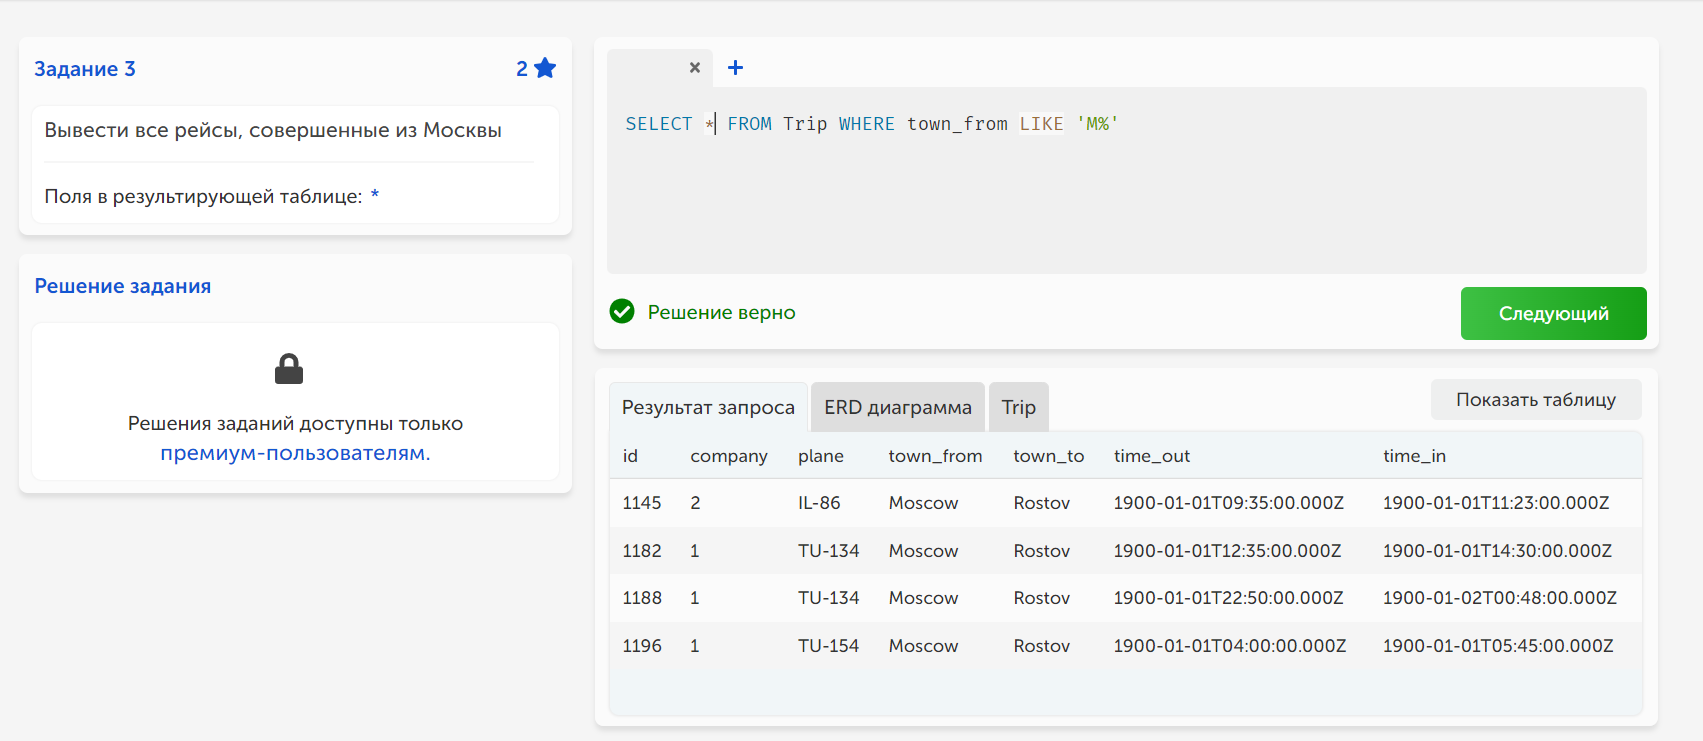 Задание 3
2
Вывести все рейсы, совершенные из Москвы
Поля в результирующей таблице: *
Решение задания
Решения заданий доступны только
премиум-пользователям.
× +
SELECT * FROM Trip WHERE town_from LIKE 'M%'
Решение верно
Следующий
Результат запроса ERD диаграмма Trip
Показать таблицу
id company plane town_from town_to time_out time_in
1145 2 IL-86 Moscow Rostov 1900-01-01T09:35:00.000Z 1900-01-01T11:23:00.000Z
1182 1 TU-134 Moscow Rostov 1900-01-01T12:35:00.000Z 1900-01-01T14:30:00.000Z
1188 1 TU-134 Moscow Rostov 1900-01-01T22:50:00.000Z 1900-01-02T00:48:00.000Z
1196 1 TU-154 Moscow Rostov 1900-01-01T04:00:00.000Z 1900-01-01T05:45:00.000Z